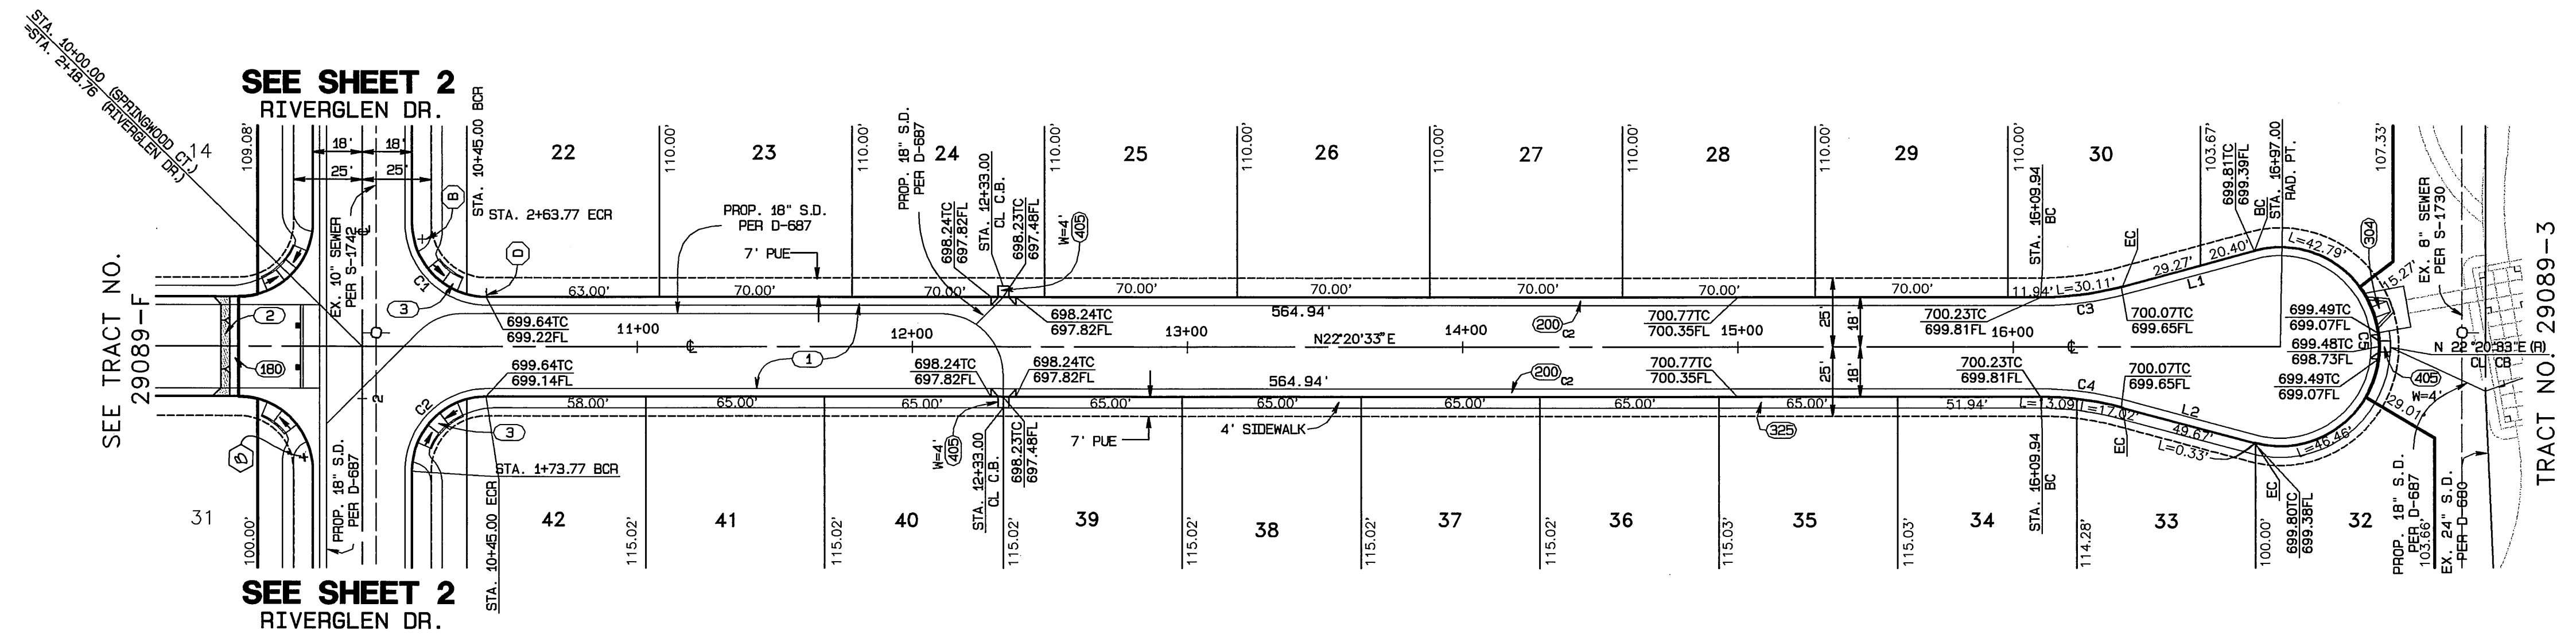 STA. 10+00.00 (SPRINGWOOD CT.)
=STA. 2+18.76 (RIVERGLEN DR.)
SEE SHEET 2
RIVERGLEN DR.
14
109.08'
18'
18'
25'
25'
EX. 10" SEWER
PER S-1742
B
STA. 10+45.00 BCR
STA. 2+63.77 ECR
D
22
110.00'
23
110.00'
24
110.00'
25
110.00'
26
110.00'
27
110.00'
28
110.00'
29
110.00'
30
103.67'
107.33'
PROP. 18" S.D.
PER D-687
7' PUE
PROP. 18" S.D.
PER D-687
698.24TC
697.82FL
STA. 12+33.00
CL C.B.
698.23TC
697.48FL
W=4'
405
STA. 16+09.94
BC
EC
699.81TC
699.39FL
BC
STA. 16+97.00
RAD. PT.
304
EX. 8" SEWER
PER S-1730
SEE TRACT NO.
29089-F
2
180
C1
3
63.00'
70.00'
70.00'
70.00'
70.00'
70.00'
70.00'
70.00'
11.94'
L=30.11'
29.27'
20.40'
L=42.79'
15.27'
C3
L1
699.64TC
699.22FL
11+00
12+00
698.24TC
697.82FL
564.94'
13+00
N22°20'33"E
14+00
200
C2
700.77TC
700.35FL
15+00
25'
18'
700.23TC
699.81FL
16+00
700.07TC
699.65FL
699.49TC
699.07FL
699.48TC
698.73FL
699.49TC
699.07FL
C5
N 22°20'83"E (R)
CL CB
405
W=4'
TRACT NO. 29089-3
1
699.64TC
699.14FL
698.24TC
697.82FL
698.24TC
697.82FL
564.94'
200
C2
700.77TC
700.35FL
25'
18'
700.23TC
699.81FL
700.07TC
699.65FL
C4
L2
C2
3
58.00'
65.00'
65.00'
65.00'
65.00'
65.00'
65.00'
65.00'
51.94'
L=13.09'
L=17.02'
49.67'
L=0.33'
L=46.46'
29.01'
4' SIDEWALK
7' PUE
325
B
2
PROP. 18" S.D.
PER D-687
STA. 1+73.77 BCR
STA. 10+45.00 ECR
W=4'
405
STA. 12+33.00
CL C.B.
698.23TC
697.48FL
STA. 16+09.94
BC
EC
EC
699.80TC
699.38FL
31
100.00'
42
115.02'
41
115.02'
40
115.02'
39
115.02'
38
115.02'
37
115.02'
36
115.03'
35
115.03'
34
114.28'
33
100.00'
32
PROP. 18" S.D.
PER D-687
103.66'
EX. 24" S.D.
PER D-680
SEE SHEET 2
RIVERGLEN DR.